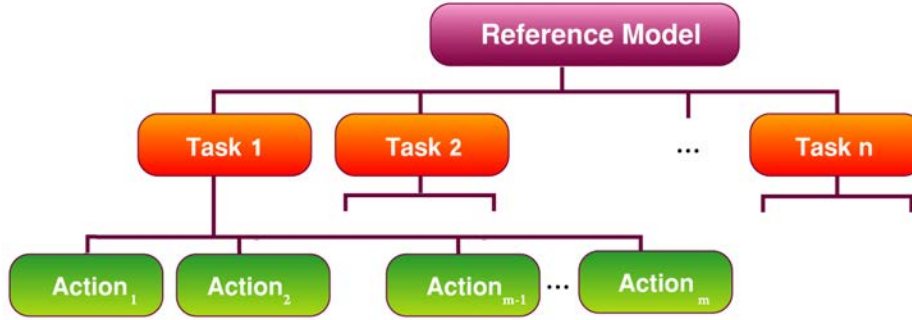 Reference Model
Task 1
Task 2
...
Task n
Action₁
Action₂
Actionₘ₋₁
...
Actionₘ